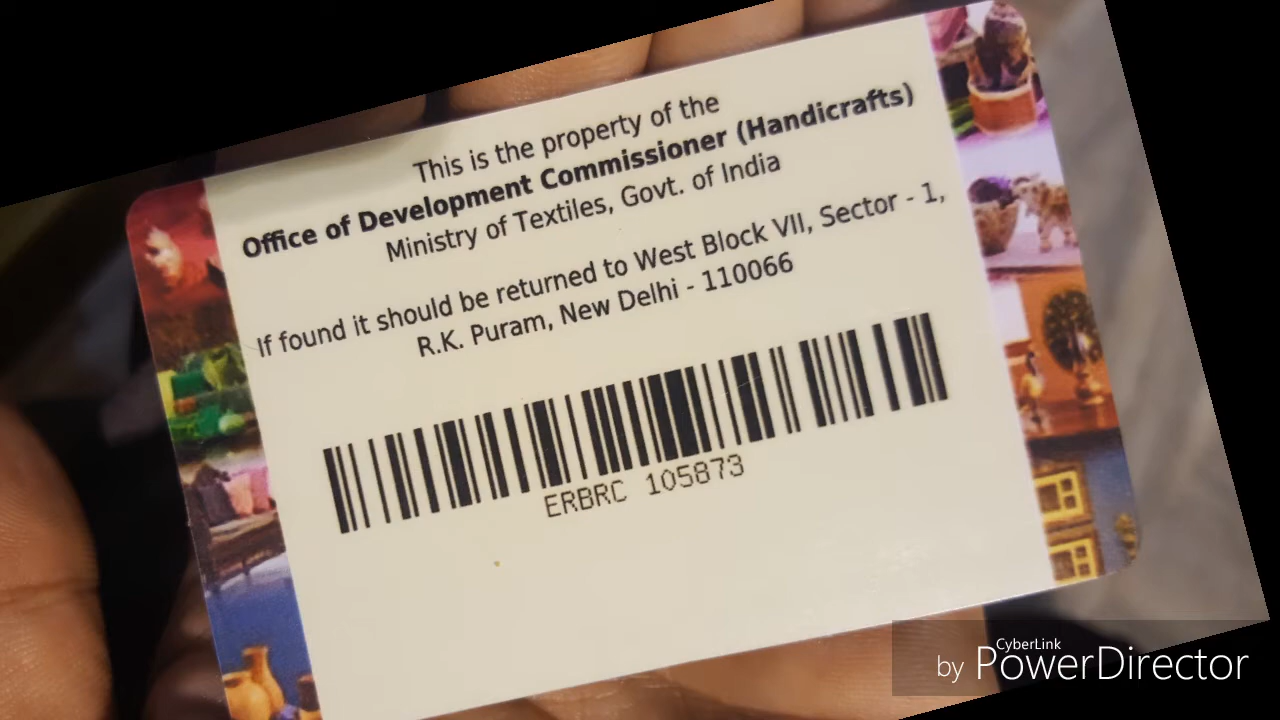 This is the property of the
Office of Development Commissioner (Handicrafts)
Ministry of Textiles, Govt. of India
If found it should be returned to West Block VII, Sector - 1,
R.K. Puram, New Delhi - 110066
ERBRC 105873
CyberLink
by PowerDirector